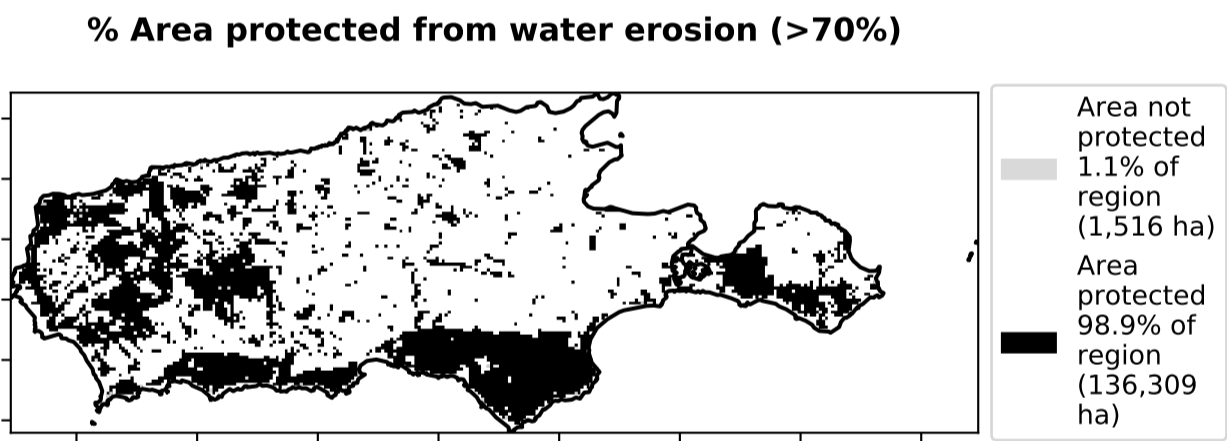 % Area protected from water erosion (>70%)
Area not
protected
1.1% of
region
(1,516 ha)
Area
protected
98.9% of
region
(136,309
ha)